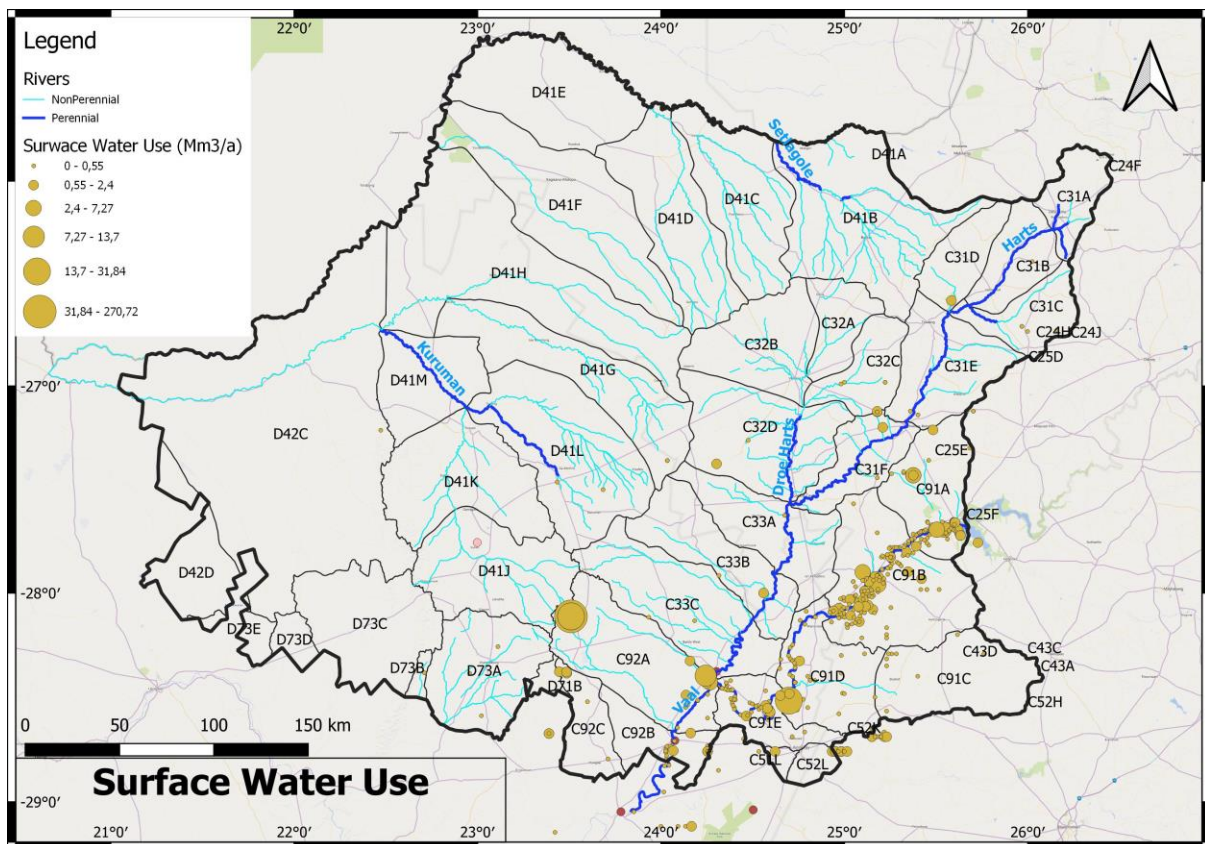 22°0′ 23°0′ 24°0′ 25°0′ 26°0′
Legend
Rivers
NonPerennial
Perennial
Surwace Water Use (Mm3/a)
0 - 0,55
0,55 - 2,4
2,4 - 7,27
7,27 - 13,7
13,7 - 31,84
31,84 - 270,72
D41E
Settagole
D41A
C24F
C31A
D41F
D41D
D41C
D41B
Harts
C31D
C31B
D41H
C31C
C32A
C24H
C24J
C32B
C32C
C25D
C31E
-27°0′
D41M
Kuruman
D41G
D42C
C32D
Droe Harts
D41L
C25E
C31F
D41K
C91A
C33A
C25F
D41J
C33B
C91B
-28°0′
D42D
C33C
D73E
D73D
D73C
C43D
C43C
C92A
C43A
D73B
D73A
D71B
C91D
C91C
Vaal
C52H
C91E
C92C
C92B
C51L
C52L
0 50 100 150 km
Surface Water Use
-29°0′
21°0′ 22°0′ 23°0′ 24°0′ 25°0′ 26°0′